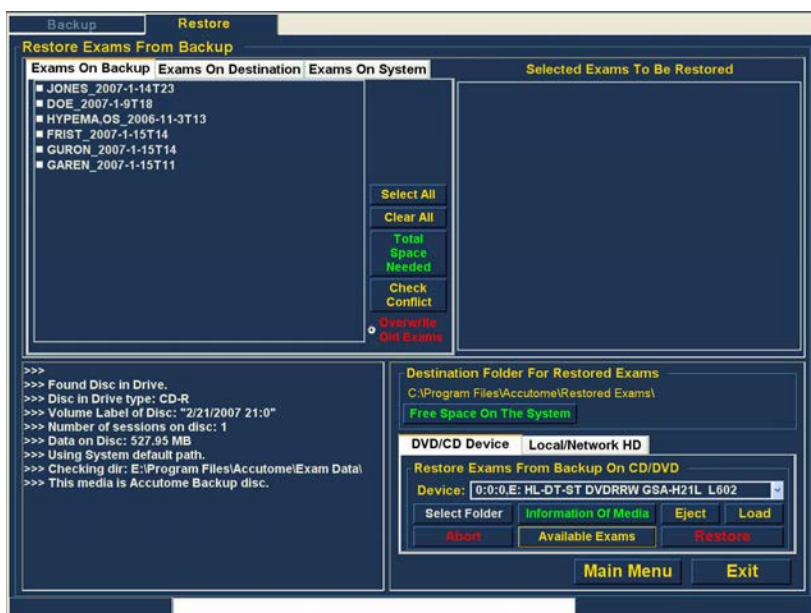 Backup
Restore
Restore Exams From Backup
Exams On Backup
Exams On Destination
Exams On System
JONES_2007-1-14T23
DOE_2007-1-9T18
HYPEMA,OS_2006-11-3T13
FRIST_2007-1-15T14
GURON_2007-1-15T14
GAREN_2007-1-15T11
Select All
Clear All
Total
Space
Needed
Check
Conflict
Overwrite
Old Exams
Selected Exams To Be Restored
>>>
>>> Found Disc in Drive.
>>> Disc in Drive type: CD-R
>>> Volume Label of Disc: "2/21/2007 21:0"
>>> Number of sessions on disc: 1
>>> Data on Disc: 527.95 MB
>>> Using System default path.
>>> Checking dir: E:\Program Files\Accutome\Exam Data\
>>> This media is Accutome Backup disc.
Destination Folder For Restored Exams
C:\Program Files\Accutome\Restored Exams\
Free Space On The System
DVD/CD Device
Local/Network HD
Restore Exams From Backup On CD/DVD
Device: 0:0:0,E: HL-DT-ST DVDRRW GSA-H21L L602
Select Folder
Information Of Media
Eject
Load
Abort
Available Exams
Restore
Main Menu
Exit